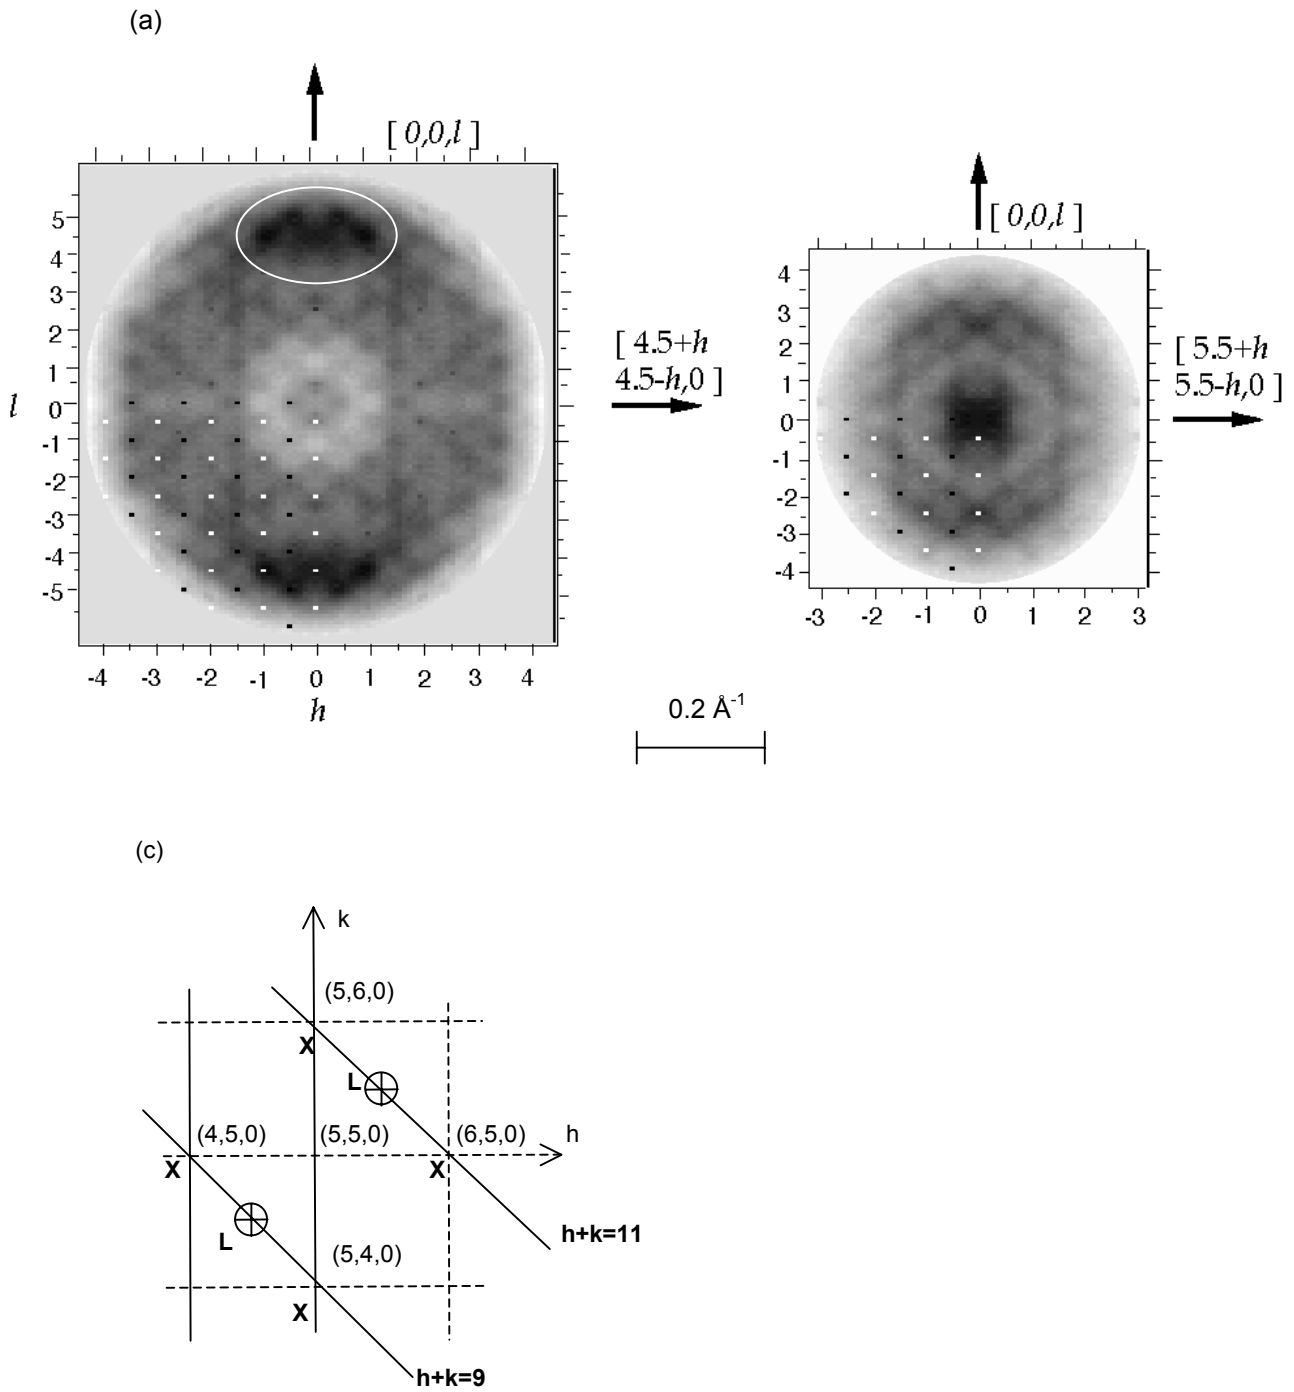 (a)
[ 0,0,l ]
5
4
3
2
1
0
-1
-2
-3
-4
-5
l
-4 -3 -2 -1 0 1 2 3 4
h
[ 4.5+h
4.5-h,0 ]
[ 0,0,l ]
4
3
2
1
0
-1
-2
-3
-4
-3 -2 -1 0 1 2 3
[ 5.5+h
5.5-h,0 ]
0.2 Å-1
(c)
k
(5,6,0)
X
L
(4,5,0) (5,5,0) (6,5,0) h
X X
L
h+k=11
(5,4,0)
X
h+k=9